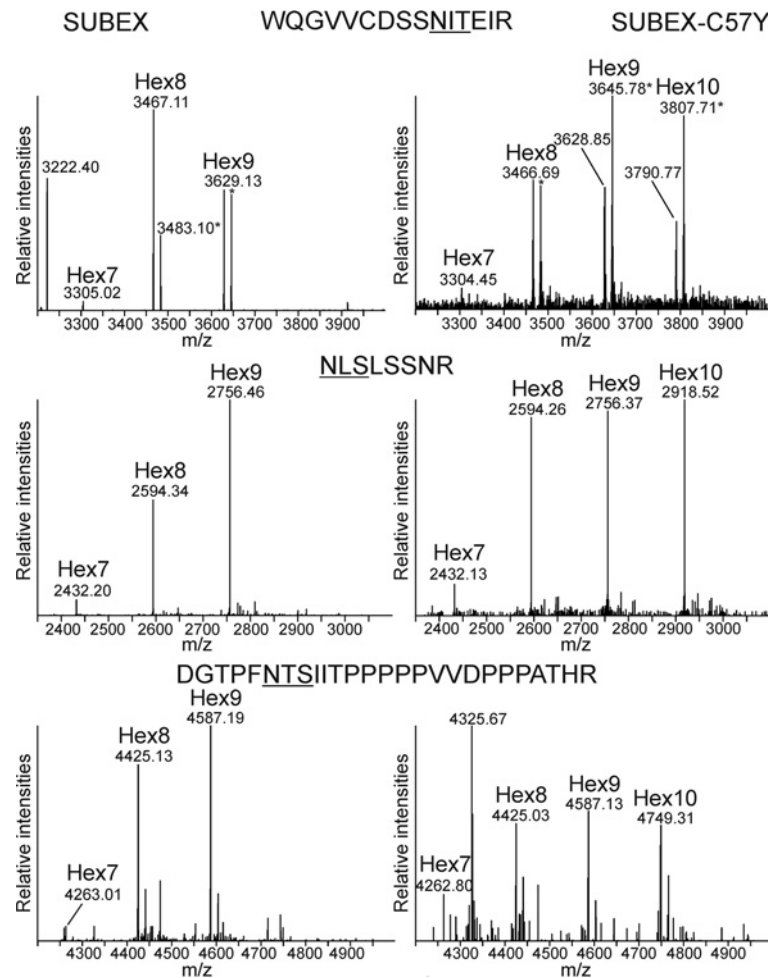 SUBEX WQGVVCDSSNITEIR SUBEX-C57Y
Relative intensities
3222.40
Hex7
3305.02
Hex8
3467.11
3483.10*
Hex9
3629.13
*
3300 3400 3500 3600 3700 3800 3900
m/z
Relative intensities
Hex7
3304.45
Hex8
3466.69
*
3628.85
Hex9
3645.78*
3790.77
Hex10
3807.71*
3300 3400 3500 3600 3700 3800 3900
m/z
NLSLSSNR
Relative intensities
Hex7
2432.20
Hex8
2594.34
Hex9
2756.46
2400 2500 2600 2700 2800 2900 3000
m/z
Relative intensities
Hex7
2432.13
Hex8
2594.26
Hex9
2756.37
Hex10
2918.52
2400 2500 2600 2700 2800 2900 3000
m/z
DGTPFNTSIITPPPPPVVDPPPATHR
Relative intensities
Hex7
4263.01
Hex8
4425.13
Hex9
4587.19
4300 4400 4500 4600 4700 4800 4900
m/z
Relative intensities
Hex7
4262.80
4325.67
Hex8
4425.03
Hex9
4587.13
Hex10
4749.31
4300 4400 4500 4600 4700 4800 4900
m/z